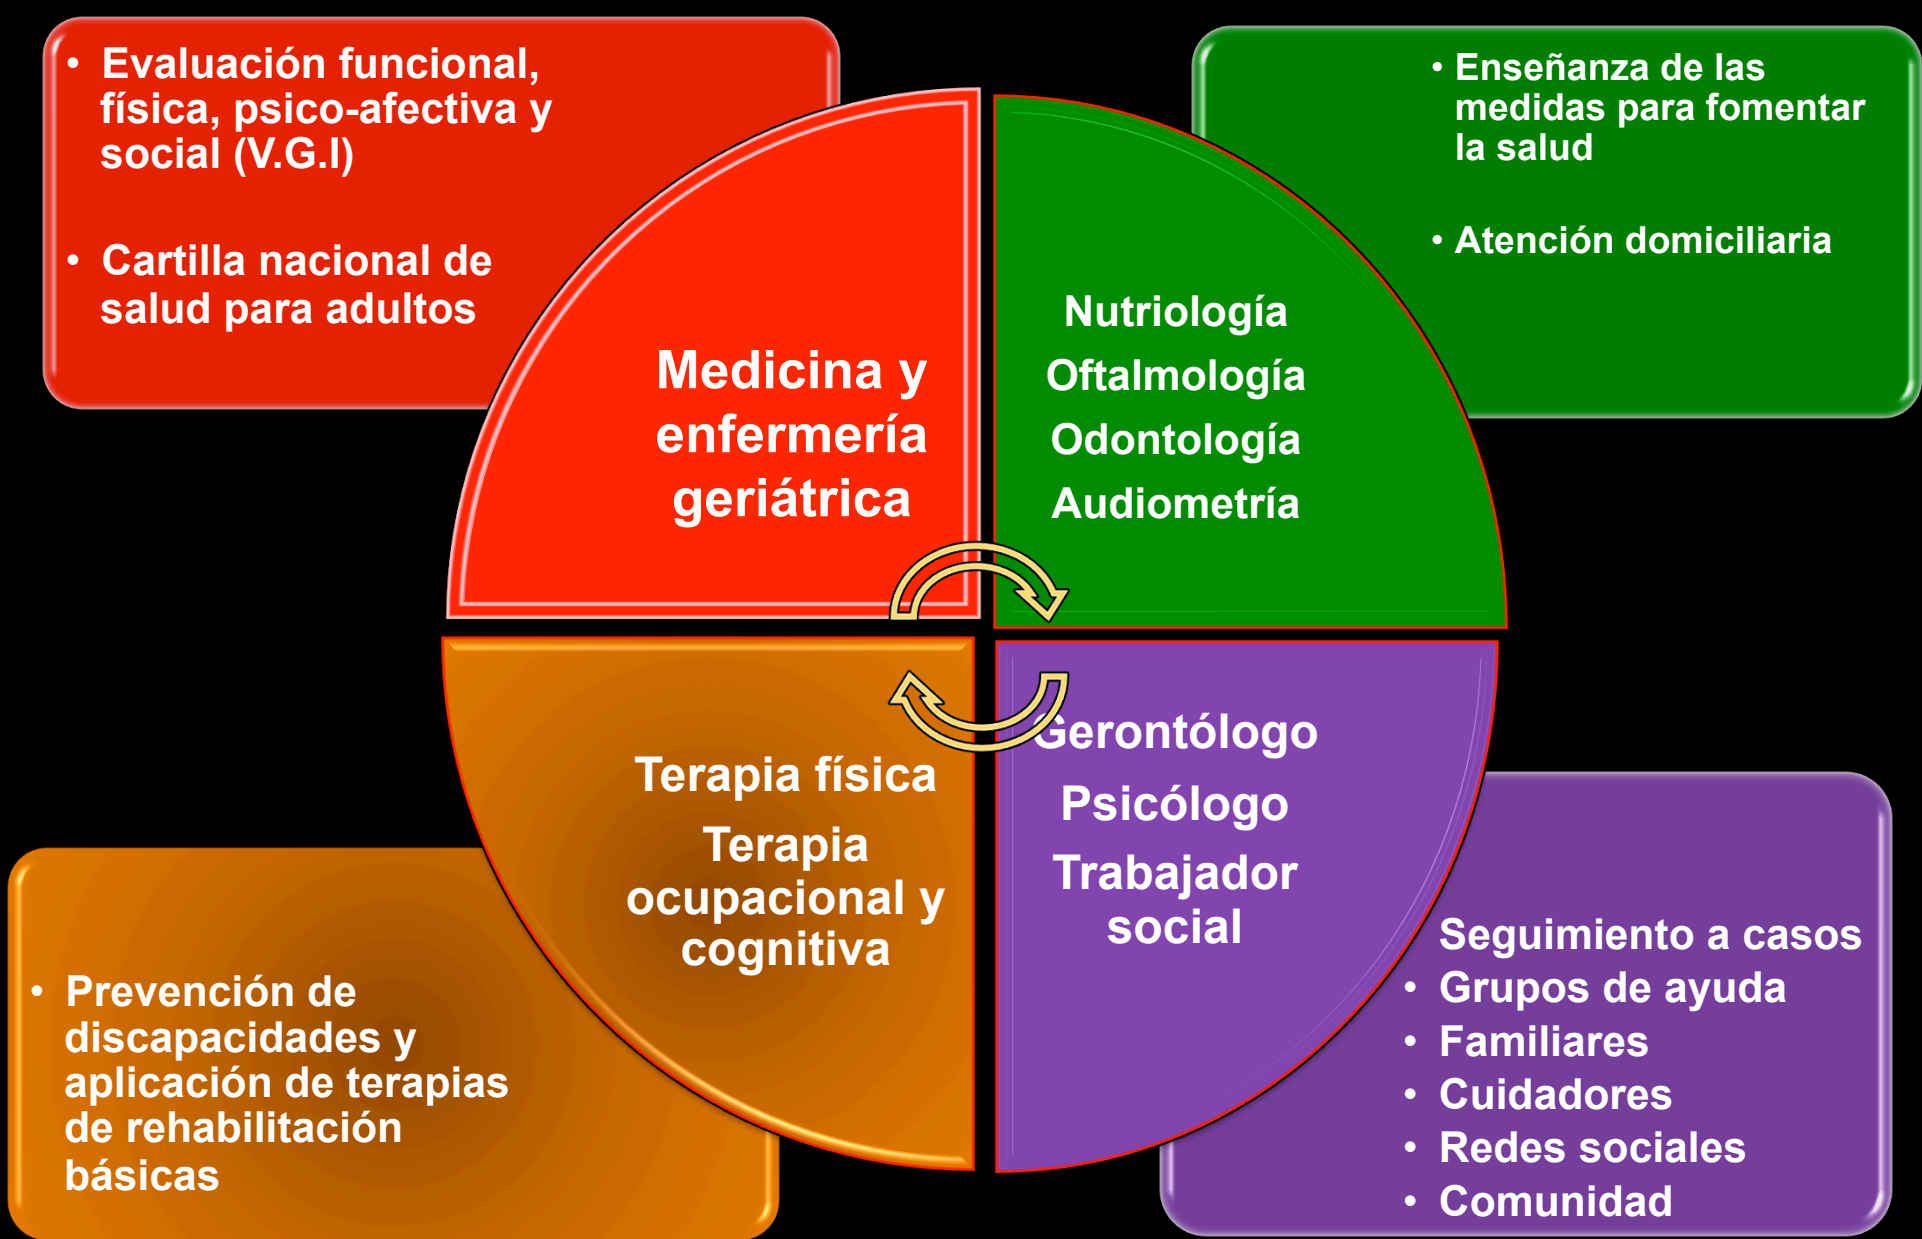 • Evaluación funcional,
física, psico-afectiva y
social (V.G.I)
• Cartilla nacional de
salud para adultos
• Enseñanza de las
medidas para fomentar
la salud
• Atención domiciliaria
Medicina y
enfermería
geriátrica
Nutriología
Oftalmología
Odontología
Audiometría
Terapia física
Terapia
ocupacional y
cognitiva
Gerontólogo
Psicólogo
Trabajador
social
• Prevención de
discapacidades y
aplicación de terapias
de rehabilitación
básicas
Seguimiento a casos
• Grupos de ayuda
• Familiares
• Cuidadores
• Redes sociales
• Comunidad